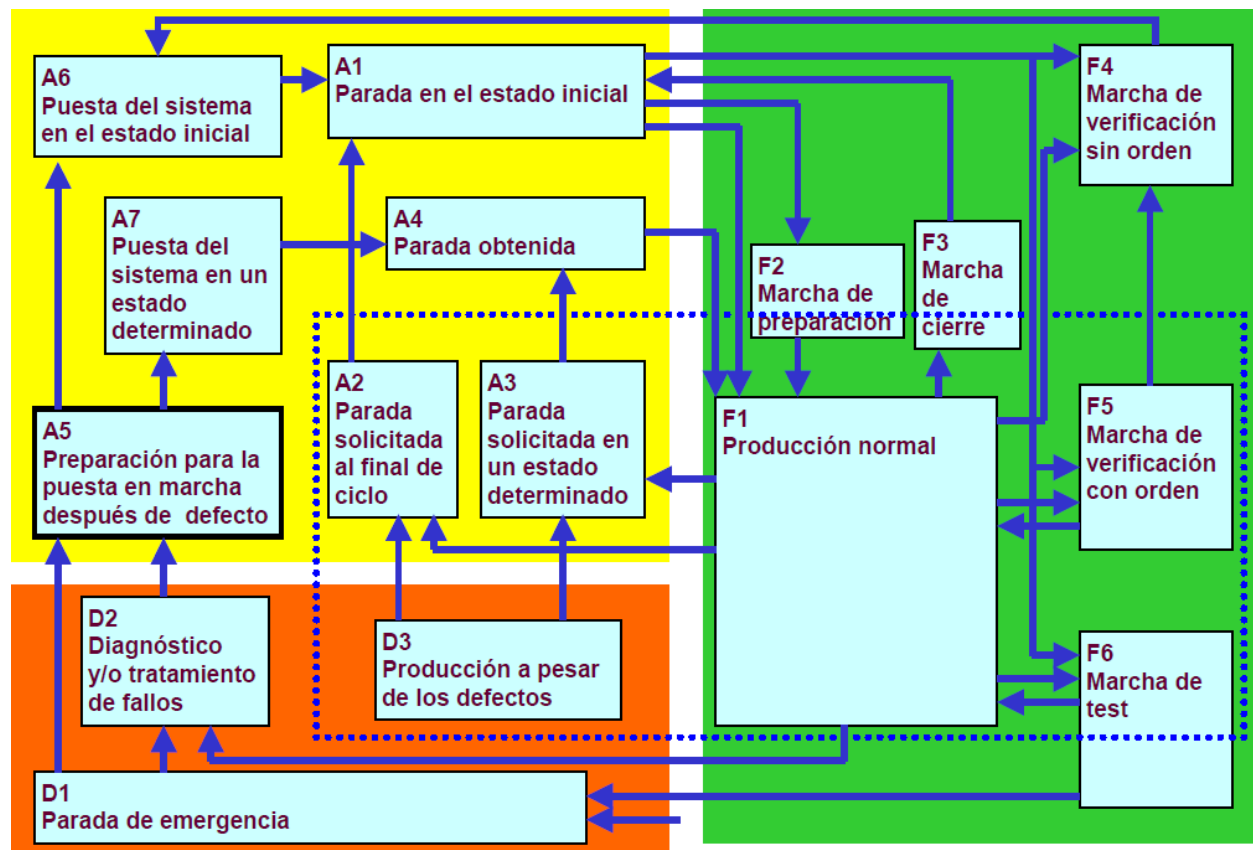 A6
Puesta del sistema
en el estado inicial
A1
Parada en el estado inicial
F4
Marcha de
verificación
sin orden
A7
Puesta del
sistema en un
estado
determinado
A4
Parada obtenida
F2
Marcha de
preparación
F3
Marcha
de
cierre
A5
Preparación para la
puesta en marcha
después de defecto
A2
Parada
solicitada
al final de
ciclo
A3
Parada
solicitada en
un estado
determinado
F1
Producción normal
F5
Marcha de
verificación
con orden
D2
Diagnóstico
y/o tratamiento
de fallos
D3
Producción a pesar
de los defectos
F6
Marcha de
test
D1
Parada de emergencia